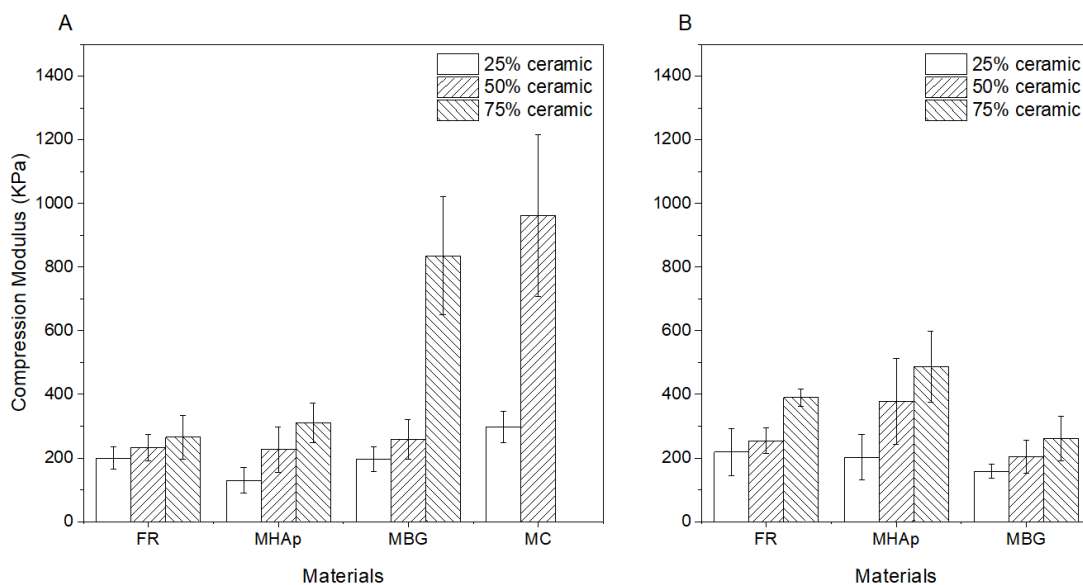 A
Compression Modulus (KPa)
1400
1200
1000
800
600
400
200
0
25% ceramic
50% ceramic
75% ceramic
FR MHAp MBG MC
Materials
B
1400
1200
1000
800
600
400
200
0
25% ceramic
50% ceramic
75% ceramic
FR MHAp MBG
Materials